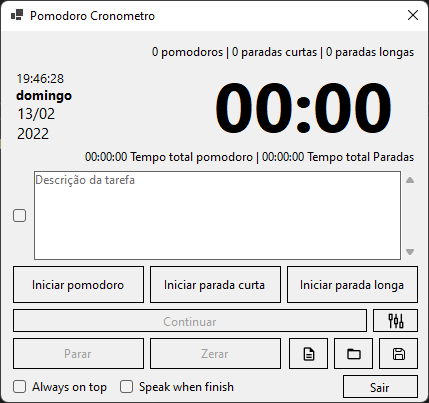 Pomodoro Cronometro
0 pomodoros | 0 paradas curtas | 0 paradas longas
19:46:28
domingo
13/02
2022
00:00
00:00:00 Tempo total pomodoro | 00:00:00 Tempo total Paradas
Descrição da tarefa
Iniciar pomodoro Iniciar parada curta Iniciar parada longa
Continuar
Parar Zerar
Always on top Speak when finish Sair